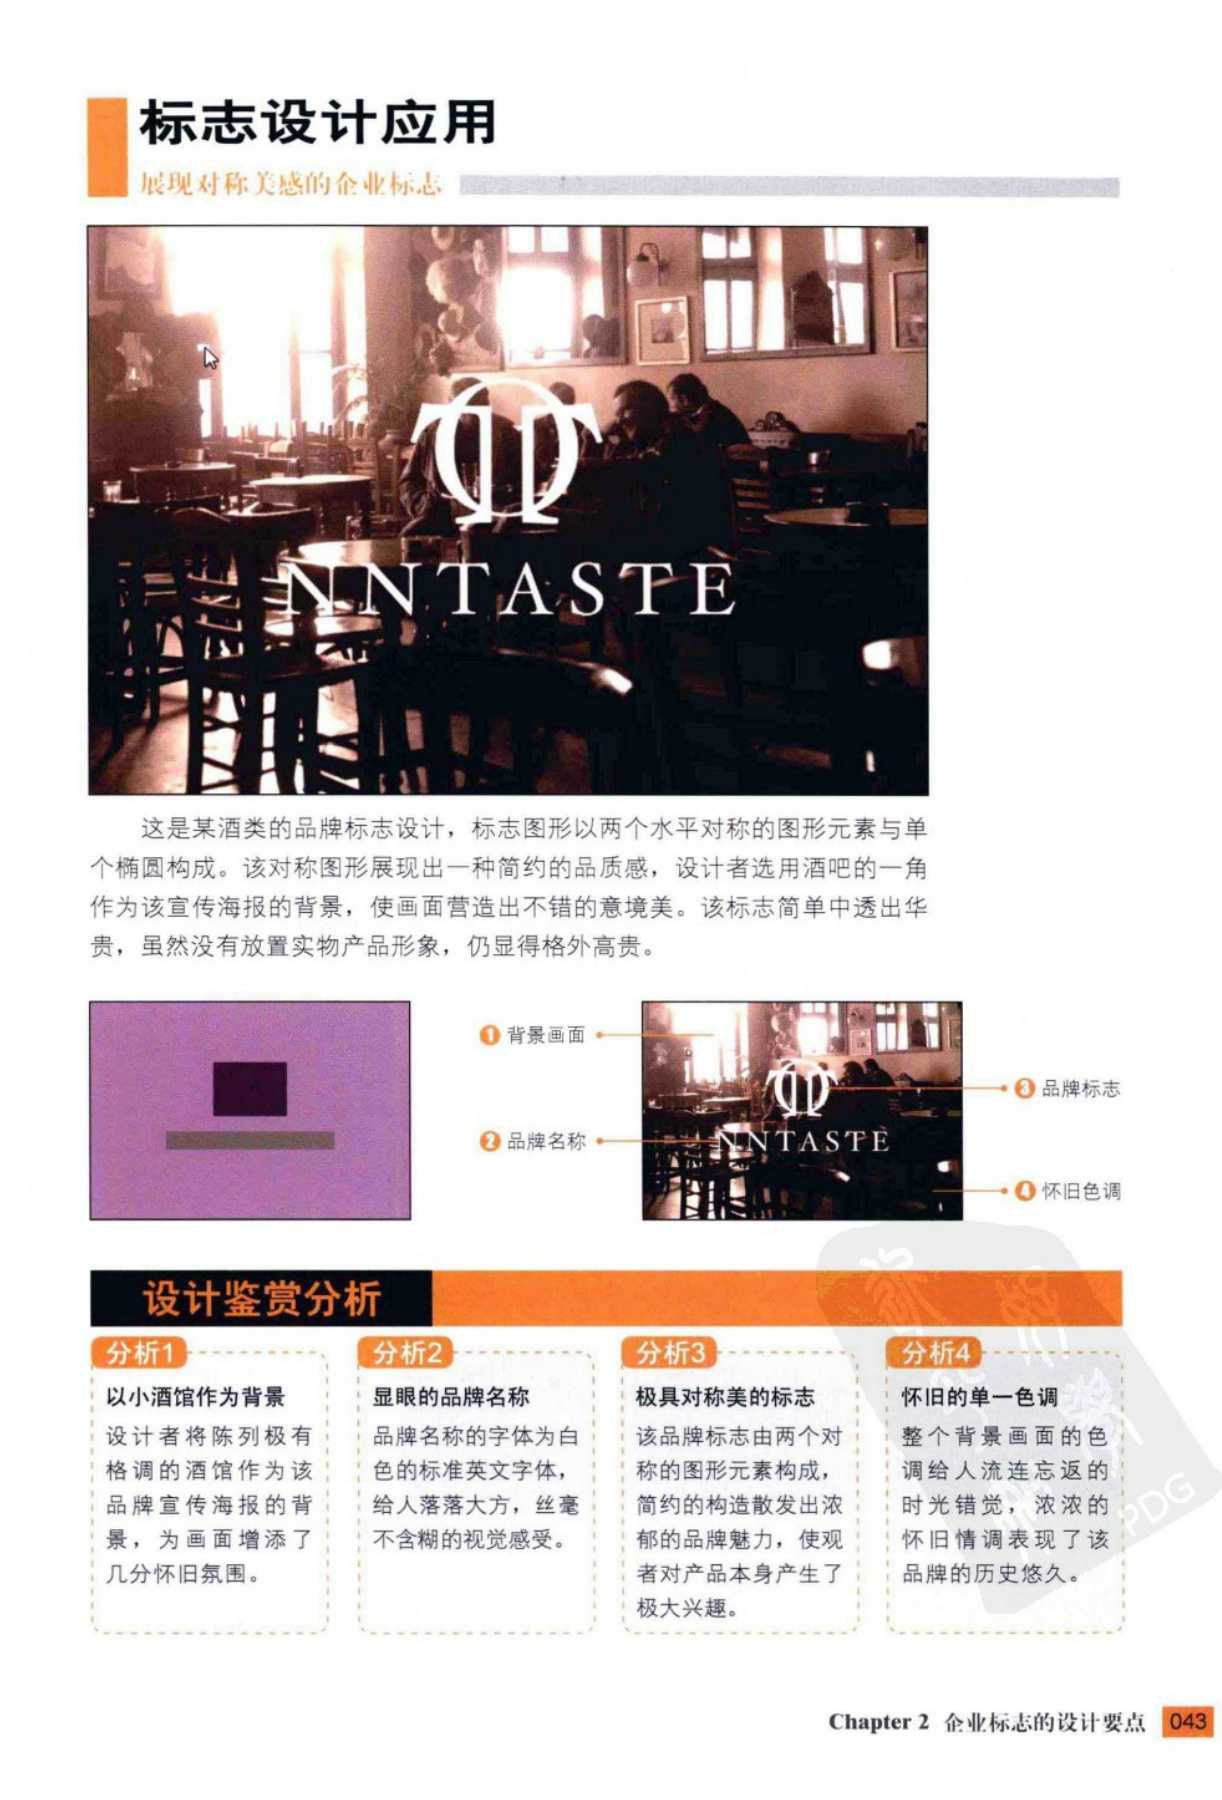 标志设计应用
展现对称美感的企业标志
NNTASTE
这是某酒类的品牌标志设计，标志图形以两个水平对称的图形元素与单
个椭圆构成。该对称图形展现出一种简约的品质感，设计者选用酒吧的一角
作为该宣传海报的背景，使画面营造出不错的意境美。该标志简单中透出华
贵，虽然没有放置实物产品形象，仍显得格外高贵。
1 背景画面
2 品牌名称
NNTASTE
3 品牌标志
4 怀旧色调
设计鉴赏分析
分析1
以小酒馆作为背景
设计者将陈列极有
格调的酒馆作为该
品牌宣传海报的背
景，为画面增添了
几分怀旧氛围。
分析2
显眼的品牌名称
品牌名称的字体为白
色的标准英文字体，
给人落落大方，丝毫
不含糊的视觉感受。
分析3
极具对称美的标志
该品牌标志由两个对
称的图形元素构成，
简约的构造散发出浓
郁的品牌魅力，使观
者对产品本身产生了
极大兴趣。
分析4
怀旧的单一色调
整个背景画面的色
调给人流连忘返的
时光错觉，浓浓的
怀旧情调表现了该
品牌的历史悠久。
PDG
Chapter 2 企业标志的设计要点 043